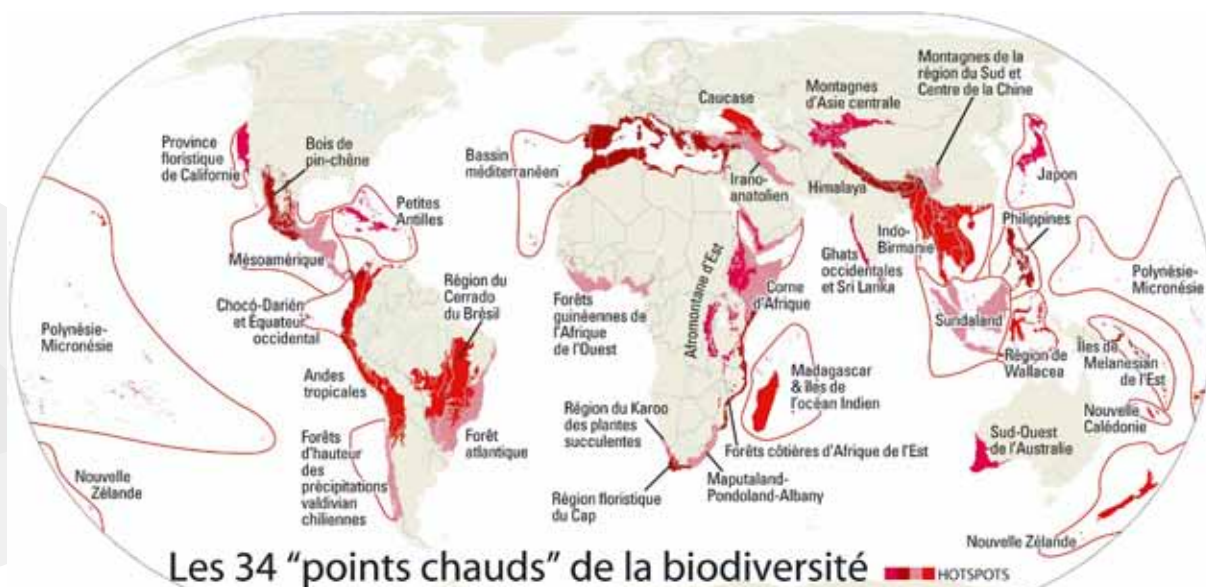 Montagnes de la
région du Sud et
Centre de la Chine
Montagnes
d'Asie centrale
Caucase
Province
floristique
de Californie
Bois de
pin-chêne
Bassin
méditerranéen
Irano-
anatolien
Himalaya
Japon
Petites
Antilles
Philippines
Indo-
Birmanie
Mésoamérique
Ghats
occidentales
et Sri Lanka
Polynésie-
Micronésie
Région du
Cerrado du
Brésil
Chocó-Darién
et Équateur
occidental
Forêts
guinéennes de
l'Afrique
de l'Ouest
Afromontane d'Est
Corne
d'Afrique
Sundaland
Polynésie-
Micronésie
Région de
Wallacea
Îles de
Melanesian
de l'Est
Andes
tropicales
Madagascar
& îles de
l'océan Indien
Région du Karoo
des plantes
succulentes
Nouvelle
Calédonie
Forêts
d'hauteur
des
précipitations
valdivian
chiliennes
Forêt
atlantique
Sud-Ouest
de l'Australie
Forêts côtières d'Afrique de l'Est
Nouvelle
Zélande
Maputaland-
Pondoland-Albany
Région floristique
du Cap
Nouvelle Zélande
Les 34 "points chauds" de la biodiversité
HOTSPOTS